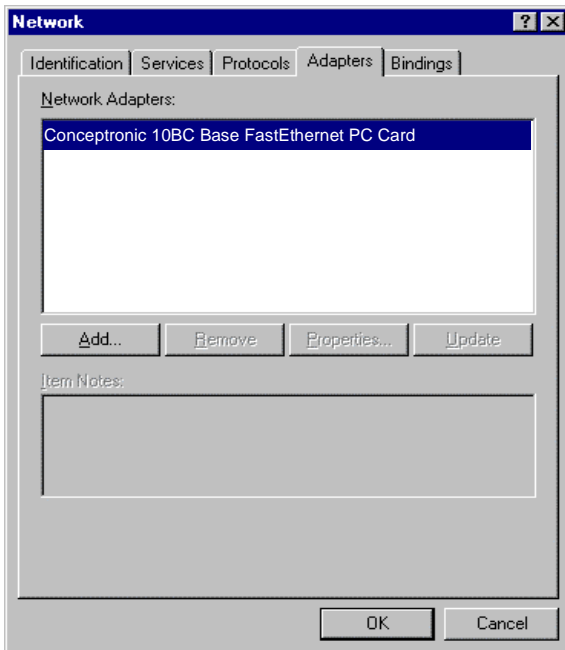 Network
Identification Services Protocols Adapters Bindings
Network Adapters:
Conceptronic 10BC Base FastEthernet PC Card
Add... Remove Properties... Update
Item Notes:
OK Cancel